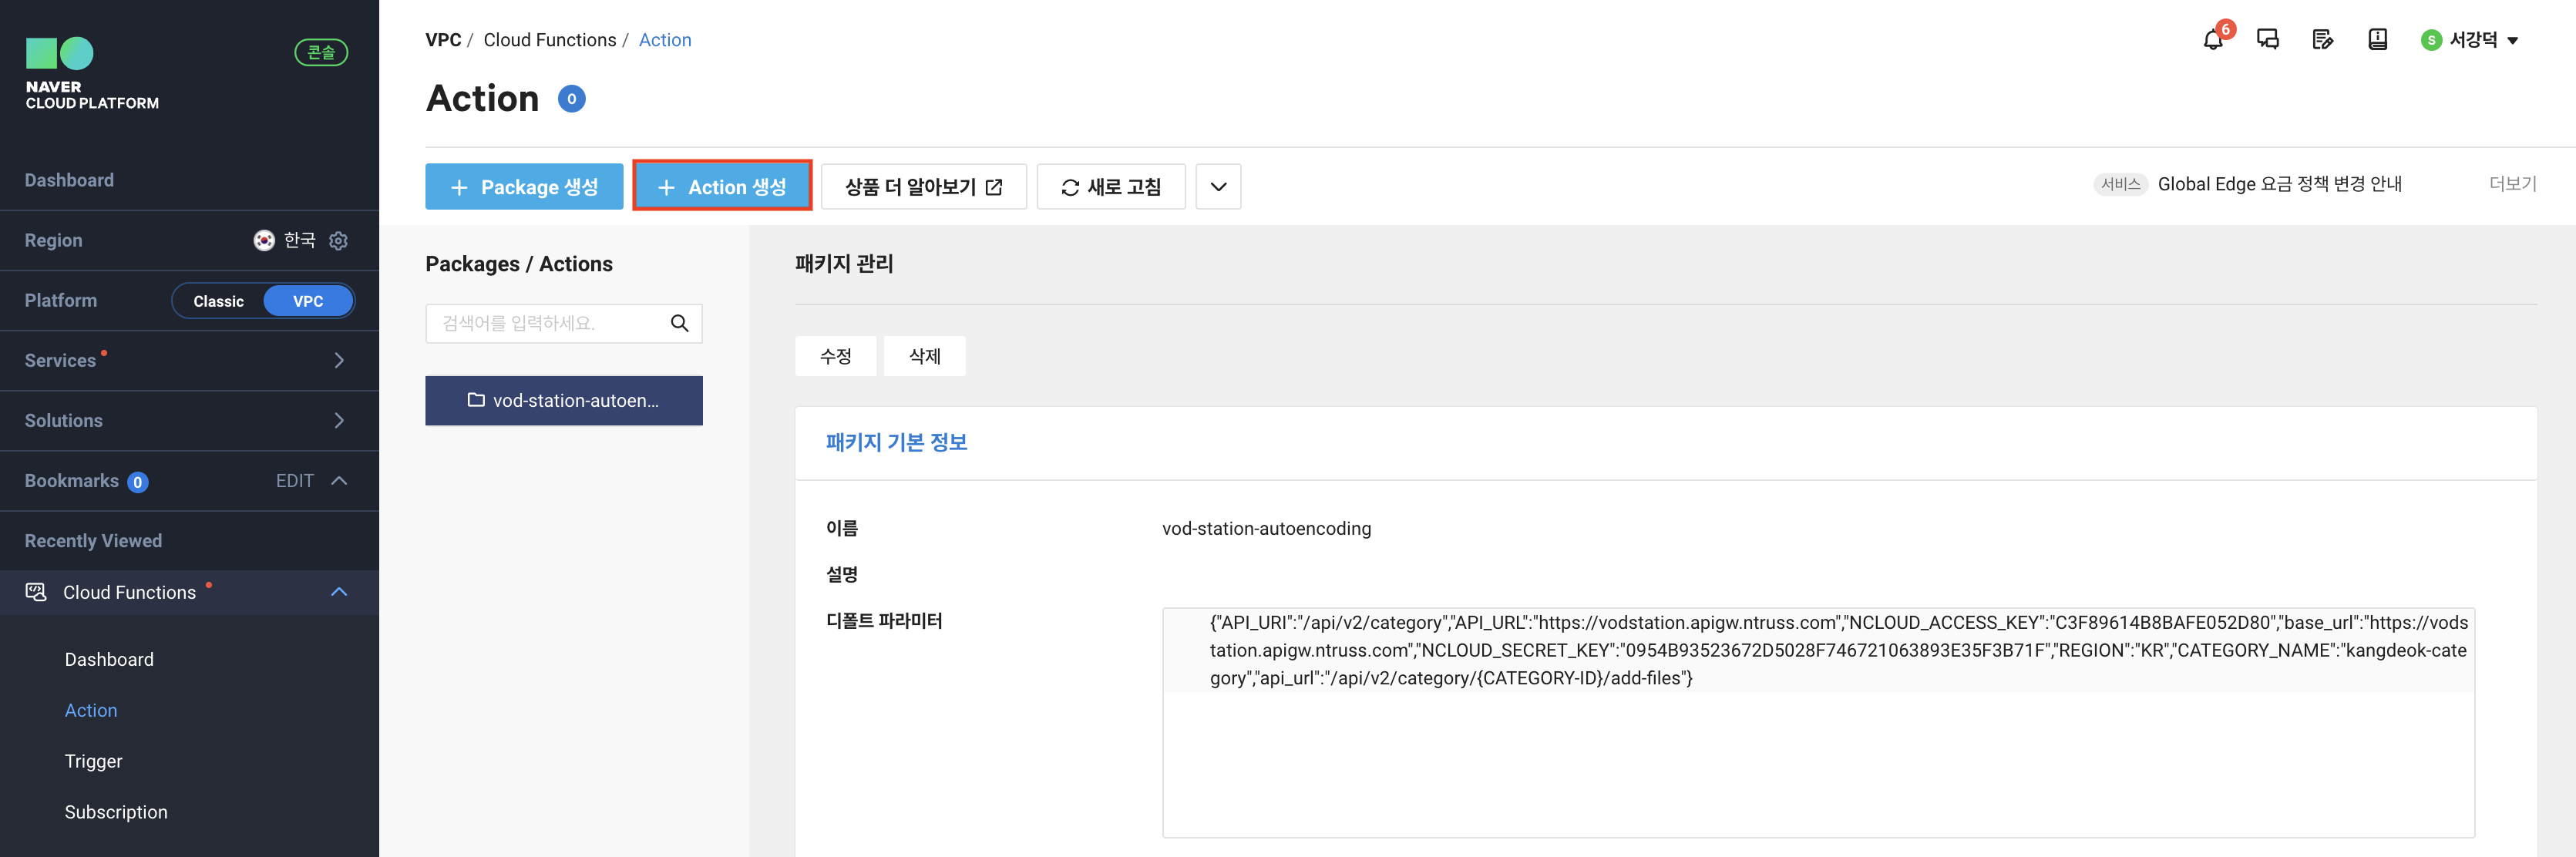 콘솔
NAVER
CLOUD PLATFORM
Dashboard
Region 한국
Platform Classic VPC
Services
Solutions
Bookmarks 0 EDIT
Recently Viewed
Cloud Functions
Dashboard
Action
Trigger
Subscription
VPC / Cloud Functions / Action
6
S 서강덕
Action 0
+ Package 생성
+ Action 생성
상품 더 알아보기
새로 고침
서비스 Global Edge 요금 정책 변경 안내
더보기
Packages / Actions
검색어를 입력하세요.
vod-station-autoen...
패키지 관리
수정 삭제
패키지 기본 정보
이름 vod-station-autoencoding
설명
디폴트 파라미터
{"API_URI":"/api/v2/category","API_URL":"https://vodstation.apigw.ntruss.com","NCLOUD_ACCESS_KEY":"C3F89614B8BAFE052D80","base_url":"https://vods
tation.apigw.ntruss.com","NCLOUD_SECRET_KEY":"0954B93523672D5028F746721063893E35F3B71F","REGION":"KR","CATEGORY_NAME":"kangdeok-cate
gory","api_url":"/api/v2/category/{CATEGORY-ID}/add-files"}